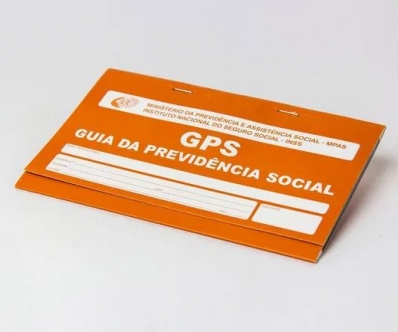 MINISTÉRIO DA PREVIDÊNCIA E ASSISTÊNCIA SOCIAL - MPAS
INSTITUTO NACIONAL DO SEGURO SOCIAL - INSS
GPS
GUIA DA PREVIDÊNCIA SOCIAL